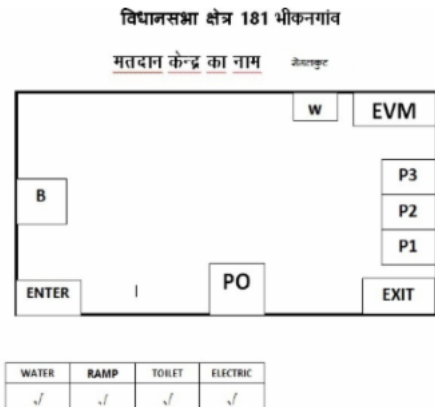 विधानसभा क्षेत्र 181 भीकनगांव
मतदान केन्द्र का नाम
W EVM
P3
B
P2
P1
PO
ENTER EXIT
WATER RAMP TOILET ELECTRIC
√ √ √ √